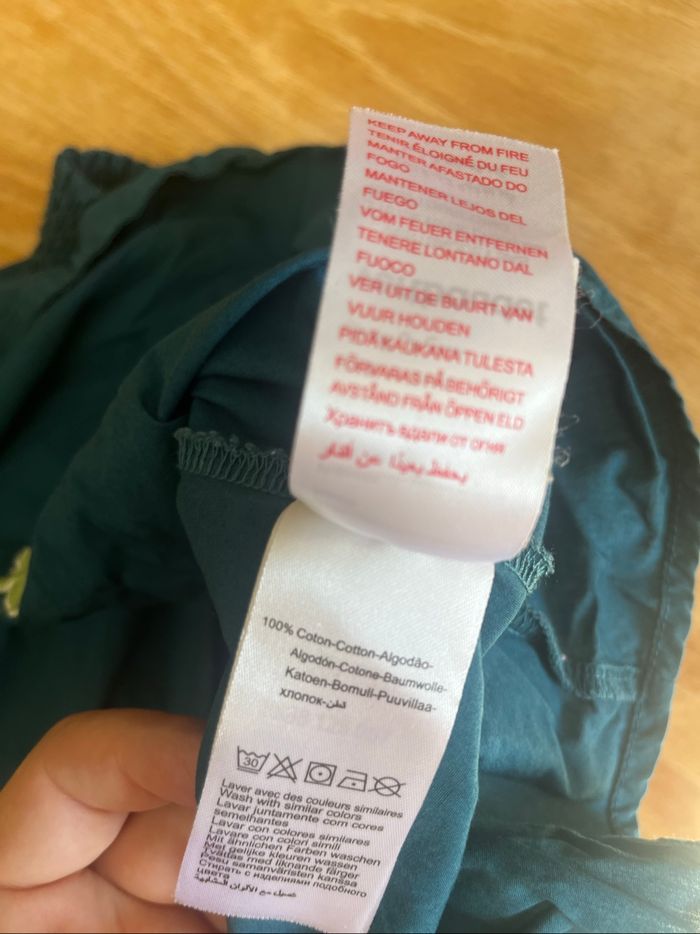 KEEP AWAY FROM FIRE
TENIR ÉLOIGNÉ DU FEU
MANTER AFASTADO DO
FOGO
MANTENER LEJOS DEL
FUEGO
VOM FEUER ENTFERNEN
TENERE LONTANO DAL
FUOCO
VER UIT DE BUURT VAN
VUUR HOUDEN
PIDÄ KAUKANA TULESTA
FÖRVARAS PÅ BEHÖRIGT
AVSTÅND FRÅN ÖPPEN ELD
Хранить вдали от огня
يحفظ بعيدًا عن النار
100% Coton-Cotton-Algodão-
Algodón-Cotone-Baumwolle-
Katoen-Bomull-Puuvillaa-
хлопок-قطن
30
Laver avec des couleurs similaires
Wash with similar colors
Lavar juntamente com cores
semelhantes
Lavar con colores similares
Lavare con colori simili
Mit ähnlichen Farben waschen
Met gelijke kleuren wassen
Tvättas med liknande färger
Pesu samanväristen kanssa
Стирать с изделиями подобного
цвета
غسيل مع الألوان المتشابهة